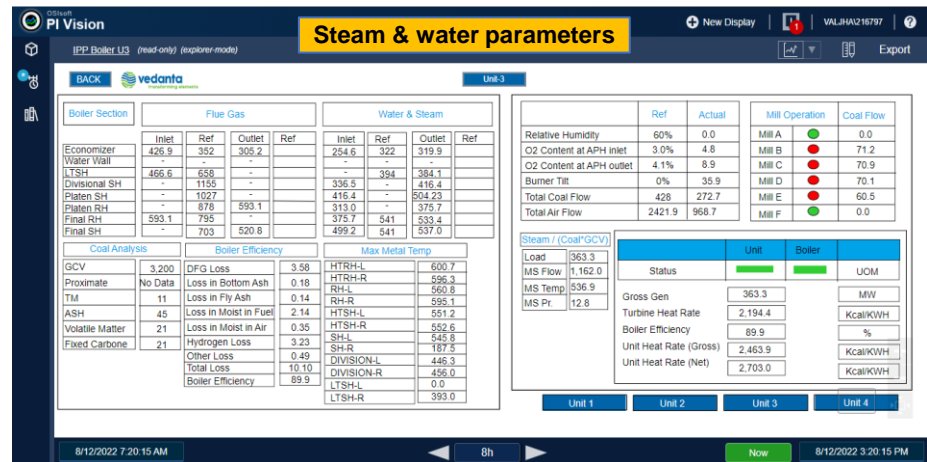 OSIsoft
PI Vision
Steam & water parameters
New Display
1
VALJHA\216797
?
IPP Boiler U3 (read-only) (explorer-mode)
Export
BACK
vedanta
transforming elements
Unit-3
Boiler Section Flue Gas Water & Steam
Inlet Ref Outlet Ref Inlet Ref Outlet Ref
Economizer 426.9 352 305.2 254.6 322 319.9
Water Wall - - - - - -
LTSH 466.6 658 - - 394 384.1
Divisional SH 1155 - 336.5 - 416.4
Platen SH 1027 - 416.4 - 504.23
Platen RH 878 593.1 313.0 - 375.7
Final RH 593.1 795 - 375.7 541 533.4
Final SH 703 520.8 499.2 541 537.0
Coal Analysis Boiler Efficiency Max Metal Temp
GCV 3,200 DFG Loss 3.58 HTRH-L 600.7
HTRH-R 596.3
Proximate No Data Loss in Bottom Ash 0.18 RH-L 560.8
TM 11 Loss in Fly Ash 0.14 RH-R 595.1
ASH 45 Loss in Moist in Fuel 2.14 HTSH-L 551.2
Volatile Matter 21 Loss in Moist in Air 0.35 HTSH-R 552.6
Fixed Carbone 21 Hydrogen Loss 3.23 SH-L 545.8
SH-R 187.5
Other Loss 0.49 DIVISION-L 446.3
Total Loss 10.10 DIVISION-R 456.0
Boiler Efficiency 89.9 LTSH-L 0.0
LTSH-R 393.0
Ref Actual Mill Operation Coal Flow
Relative Humidity 60% 0.0 Mill A 0.0
O2 Content at APH inlet 3.0% 4.8 Mill B 71.2
O2 Content at APH outlet 4.1% 8.9 Mill C 70.9
Burner Tilt 0% 35.9 Mill D 70.1
Total Coal Flow 428 272.7 Mill E 60.5
Total Air Flow 2421.9 968.7 Mill F 0.0
Steam / (Coal*GCV)
Load 363.3
MS Flow 1,162.0
MS Temp 536.9
MS Pr. 12.8
Unit Boiler
Status UOM
Gross Gen 363.3 MW
Turbine Heat Rate 2,194.4 Kcal/KWH
Boiler Efficiency 89.9 %
Unit Heat Rate (Gross) 2,463.9 Kcal/KWH
Unit Heat Rate (Net) 2,703.0 Kcal/KWH
Unit 1 Unit 2 Unit 3 Unit 4
8/12/2022 7:20:15 AM 8h Now 8/12/2022 3:20:15 PM